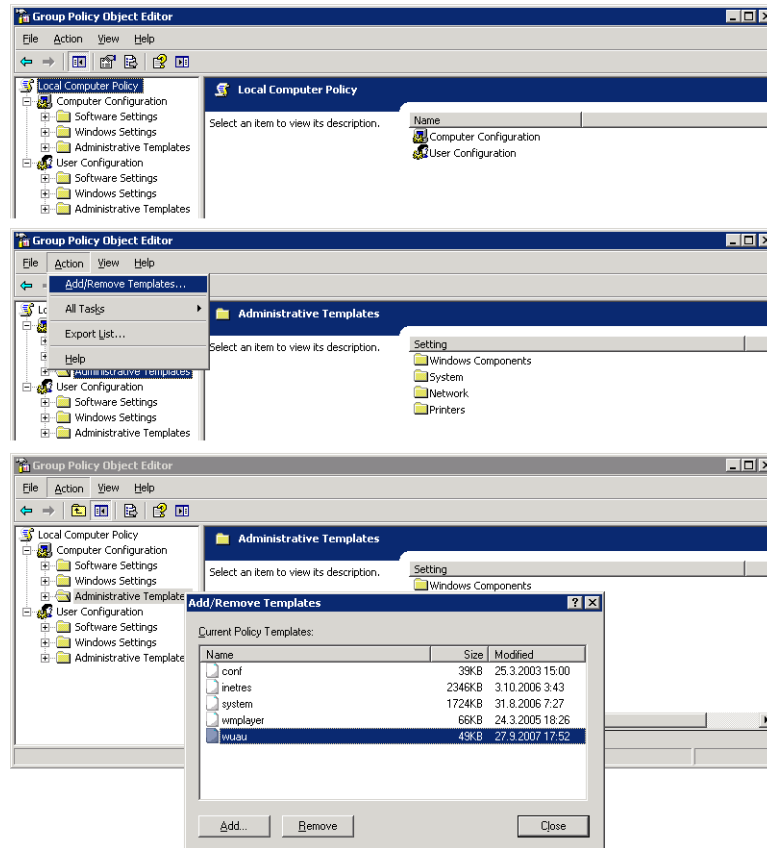 Group Policy Object Editor
File Action View Help
Local Computer Policy
Computer Configuration
Software Settings
Windows Settings
Administrative Templates
User Configuration
Software Settings
Windows Settings
Administrative Templates
Local Computer Policy
Select an item to view its description.
Name
Computer Configuration
User Configuration
Group Policy Object Editor
File Action View Help
Add/Remove Templates...
All Tasks
Export List...
Help
Lc
Administrative Templates
User Configuration
Software Settings
Windows Settings
Administrative Templates
Administrative Templates
Select an item to view its description.
Setting
Windows Components
System
Network
Printers
Group Policy Object Editor
File Action View Help
Local Computer Policy
Computer Configuration
Software Settings
Windows Settings
Administrative Template
User Configuration
Software Settings
Windows Settings
Administrative Template
Administrative Templates
Select an item to view its description.
Setting
Windows Components
Add/Remove Templates
Current Policy Templates:
Name Size Modified
conf 39KB 25.3.2003 15:00
inetres 2346KB 3.10.2006 3:43
system 1724KB 31.8.2006 7:27
wmplayer 66KB 24.3.2005 18:26
wuau 49KB 27.9.2007 17:52
Add... Remove Close